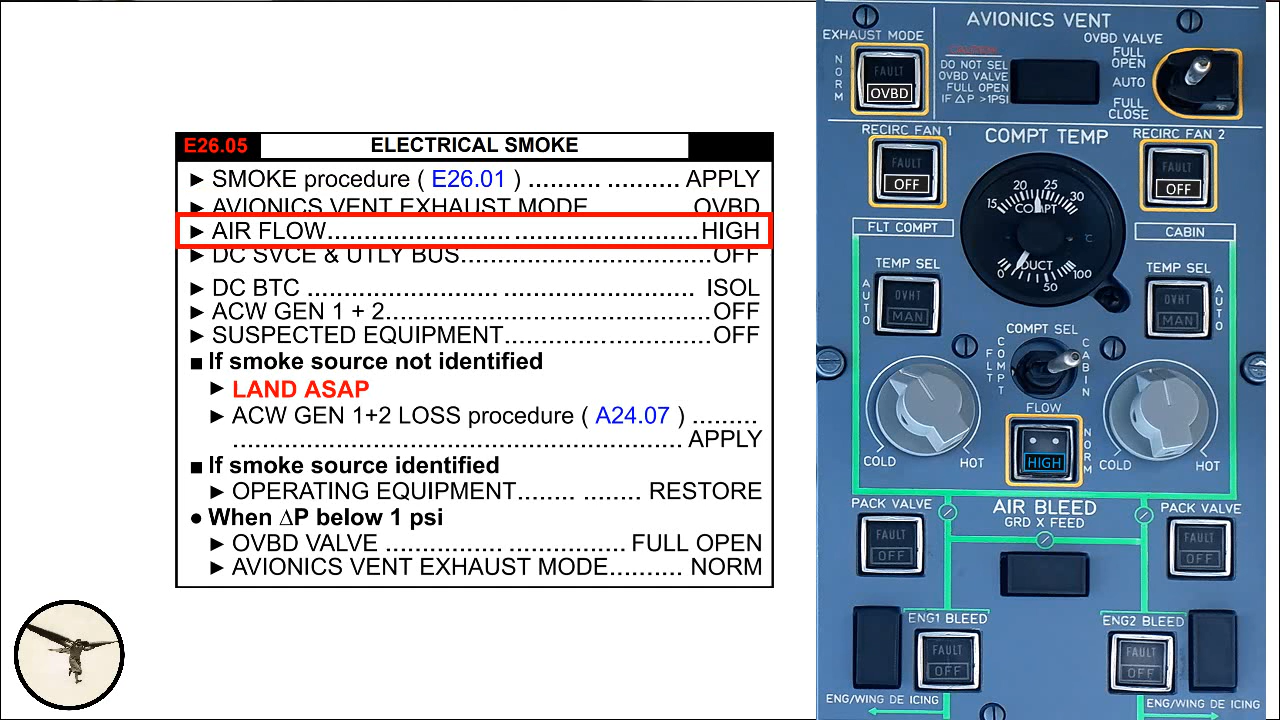 E26.05 ELECTRICAL SMOKE
► SMOKE procedure ( E26.01 ) .......... .......... APPLY
► AVIONICS VENT EXHAUST MODE OVBD
► AIR FLOW.......................... ..........................HIGH
► DC SVCE & UTLY BUS..................................OFF
► DC BTC .......................... .......................... ISOL
► ACW GEN 1 + 2..........................................OFF
► SUSPECTED EQUIPMENT..........................OFF
■ If smoke source not identified
► LAND ASAP
► ACW GEN 1+2 LOSS procedure ( A24.07 ) .........
................................................................ APPLY
■ If smoke source identified
► OPERATING EQUIPMENT........ ........ RESTORE
● When ∆P below 1 psi
► OVBD VALVE ................ ................ FULL OPEN
► AVIONICS VENT EXHAUST MODE.......... NORM
AVIONICS VENT
EXHAUST MODE
NORM
FAULT
OVBD
CAUTION
DO NOT SEL
OVBD VALVE
FULL OPEN
IF ∆P >1PSI
OVBD VALVE
FULL
OPEN
AUTO
FULL
CLOSE
RECIRC FAN 1
FAULT
OFF
COMPT TEMP
RECIRC FAN 2
FAULT
OFF
15 20 25 30
COMPT
°C
DUCT
0 50 100
FLT COMPT
CABIN
TEMP SEL
AUTO
OVHT
MAN
TEMP SEL
OVHT
MAN
AUTO
COMPT SEL
FLT COMPT
CABIN
COLD HOT
FLOW
HIGH
NORM
COLD HOT
PACK VALVE
FAULT
OFF
AIR BLEED
GRD X FEED
PACK VALVE
FAULT
OFF
ENG1 BLEED
FAULT
OFF
ENG2 BLEED
FAULT
OFF
ENG/WING DE ICING
ENG/WING DE ICING